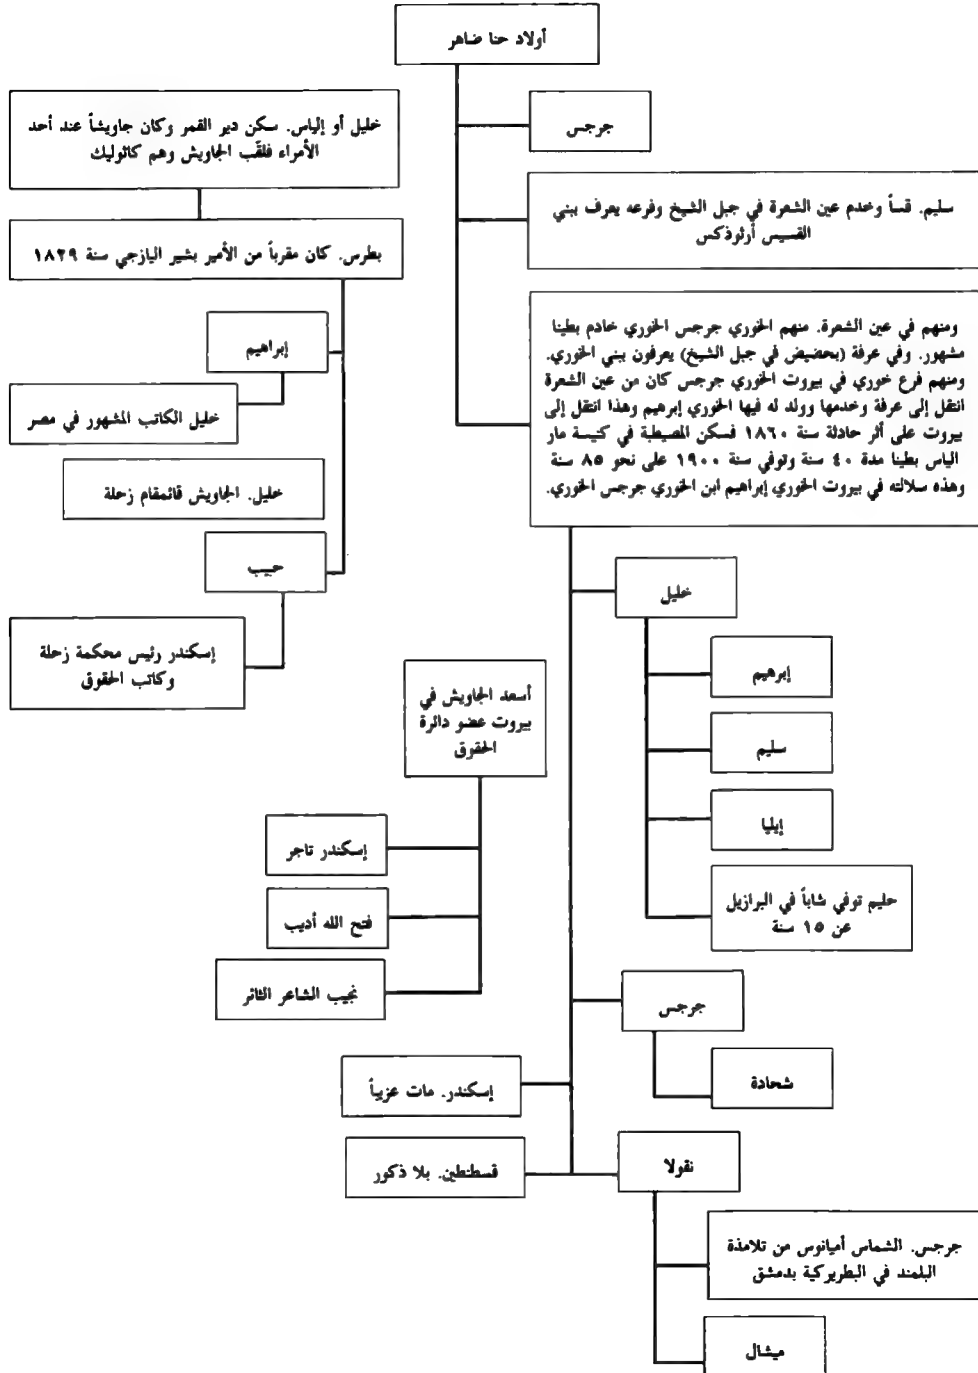 أولاد حنا ضاهر
جرجس
سليم. قساً وخدم عين الشعرة في جبل الشيخ وفرعه يعرف ببني
القسيس أرثوذكس
ومنهم في عين الشعرة. منهم الخوري جرجس الخوري خادم بطينا
مشهور. وفي عرفة (بحضيض في جبل الشيخ) يعرفون ببني الخوري.
ومنهم فرع خوري في بيروت الخوري جرجس كان من عين الشعرة
انتقل إلى عرفة وخدمها وولد له فيها الخوري إبرهيم وهذا انتقل إلى
بيروت على أثر حادثة سنة ١٨٦٠ فسكن المصيطبة في كنيسة مار
الياس بطينا مدة ٤٠ سنة وتوفي سنة ١٩٠٠ على نحو ٨٥ سنة
وهذه سلالته في بيروت الخوري إبراهيم ابن الخوري جرجس الخوري.
خليل
إبرهيم
سليم
إيليا
حليم توفي شاباً في البرازيل
عن ١٥ سنة
جرجس
شحادة
إسكندر. مات عزيباً
قسطنطين. بلا ذكور
نقولا
جرجس. الشماس أميانوس من تلامذة
البلمند في البطريركية بدمشق
ميشال
خليل أو إلياس. سكن دير القمر وكان جاويشاً عند أحد
الأمراء فلقّب الجاويش وهم كاثوليك
بطرس. كان مقرباً من الأمير بشير اليازجي سنة ١٨٢٩
إبراهيم
خليل الكاتب المشهور في مصر
خليل. الجاويش قائمقام زحلة
حبيب
إسكندر رئيس محكمة زحلة
وكاتب الحقوق
أسعد الجاويش في
بيروت عضو دائرة
الحقوق
إسكندر تاجر
فتح الله أديب
نجيب الشاعر الثائر